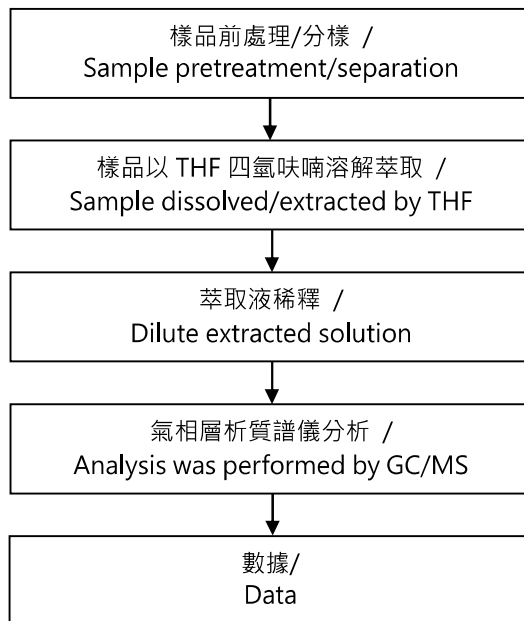 樣品前處理/分樣 /
Sample pretreatment/separation
樣品以 THF 四氫呋喃溶解萃取 /
Sample dissolved/extracted by THF
萃取液稀釋 /
Dilute extracted solution
氣相層析質譜儀分析 /
Analysis was performed by GC/MS
數據/
Data